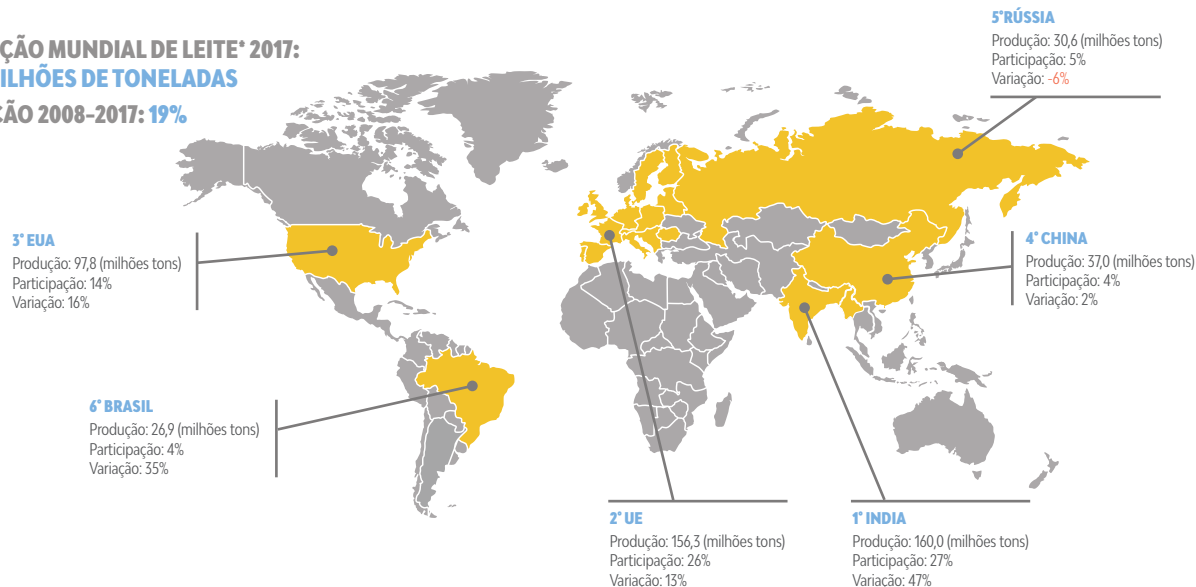 ÇÃO MUNDIAL DE LEITE* 2017:
ILHÕES DE TONELADAS
ÇÃO 2008-2017: 19%
5°RÚSSIA
Produção: 30,6 (milhões tons)
Participação: 5%
Variação: -6%
3° EUA
Produção: 97,8 (milhões tons)
Participação: 14%
Variação: 16%
4° CHINA
Produção: 37,0 (milhões tons)
Participação: 4%
Variação: 2%
6° BRASIL
Produção: 26,9 (milhões tons)
Participação: 4%
Variação: 35%
2° UE
Produção: 156,3 (milhões tons)
Participação: 26%
Variação: 13%
1° INDIA
Produção: 160,0 (milhões tons)
Participação: 27%
Variação: 47%